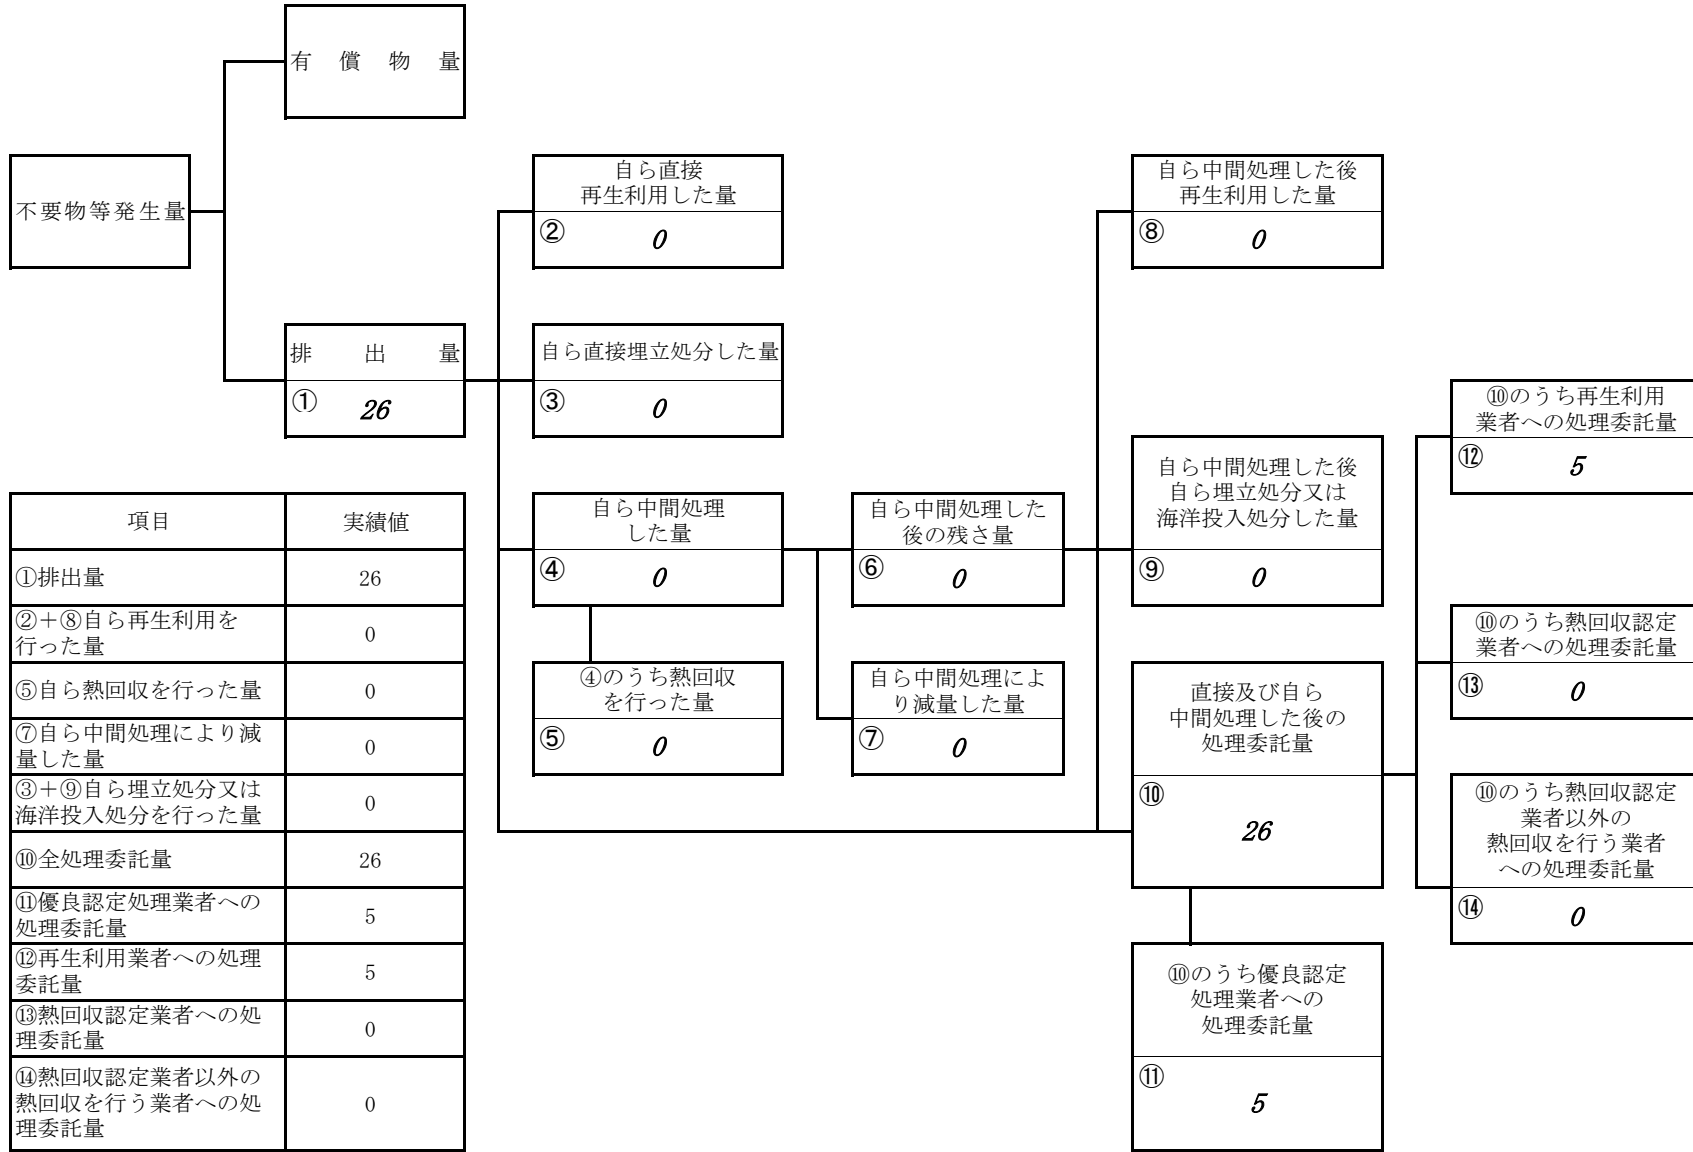 有償物量
不要物等発生量
排出量
① 26
自ら直接
再生利用した量
② 0
自ら直接埋立処分した量
③ 0
自ら中間処理
した量
④ 0
④のうち熱回収
を行った量
⑤ 0
自ら中間処理した
後の残さ量
⑥ 0
自ら中間処理によ
り減量した量
⑦ 0
自ら中間処理した後
再生利用した量
⑧ 0
自ら中間処理した後
自ら埋立処分又は
海洋投入処分した量
⑨ 0
直接及び自ら
中間処理した後の
処理委託量
⑩
26
⑩のうち優良認定
処理業者への
処理委託量
⑪
5
⑩のうち再生利用
業者への処理委託量
⑫ 5
⑩のうち熱回収認定
業者への処理委託量
⑬ 0
⑩のうち熱回収認定
業者以外の
熱回収を行う業者
への処理委託量
⑭ 0
項目 実績値
①排出量 26
②＋⑧自ら再生利用を
行った量 0
⑤自ら熱回収を行った量 0
⑦自ら中間処理により減
量した量 0
③＋⑨自ら埋立処分又は
海洋投入処分を行った量 0
⑩全処理委託量 26
⑪優良認定処理業者への
処理委託量 5
⑫再生利用業者への処理
委託量 5
⑬熱回収認定業者への処
理委託量 0
⑭熱回収認定業者以外の
熱回収を行う業者への処 0
理委託量